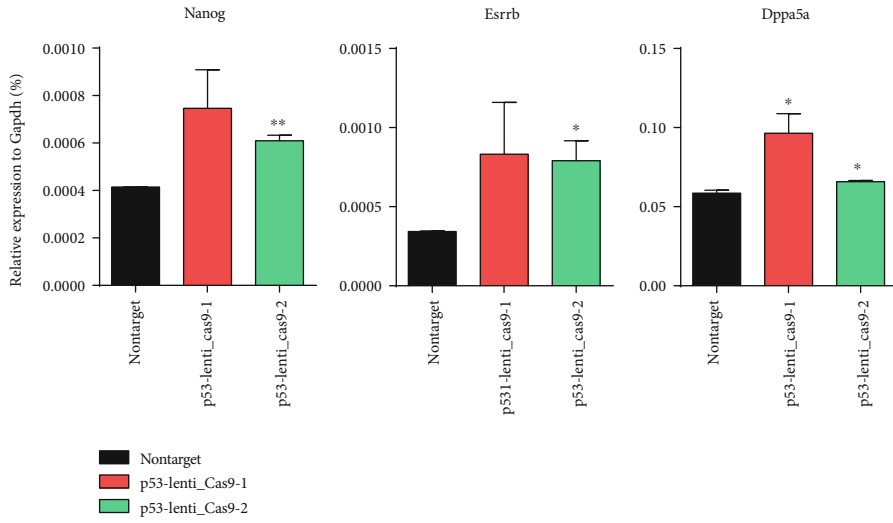 Nanog
Relative expression to Gapdh (%)
0.0010
0.0008
0.0006
0.0004
0.0002
0.0000
**
Nontarget
p53-lenti_cas9-1
p53-lenti_cas9-2
Esrrb
0.0015
0.0010
0.0005
0.0000
*
Nontarget
p531-lenti_cas9-1
p53-lenti_cas9-2
Dppa5a
0.15
0.10
0.05
0.00
*
*
Nontarget
p53-lenti_cas9-1
p53-lenti_cas9-2
Nontarget
p53-lenti_Cas9-1
p53-lenti_Cas9-2